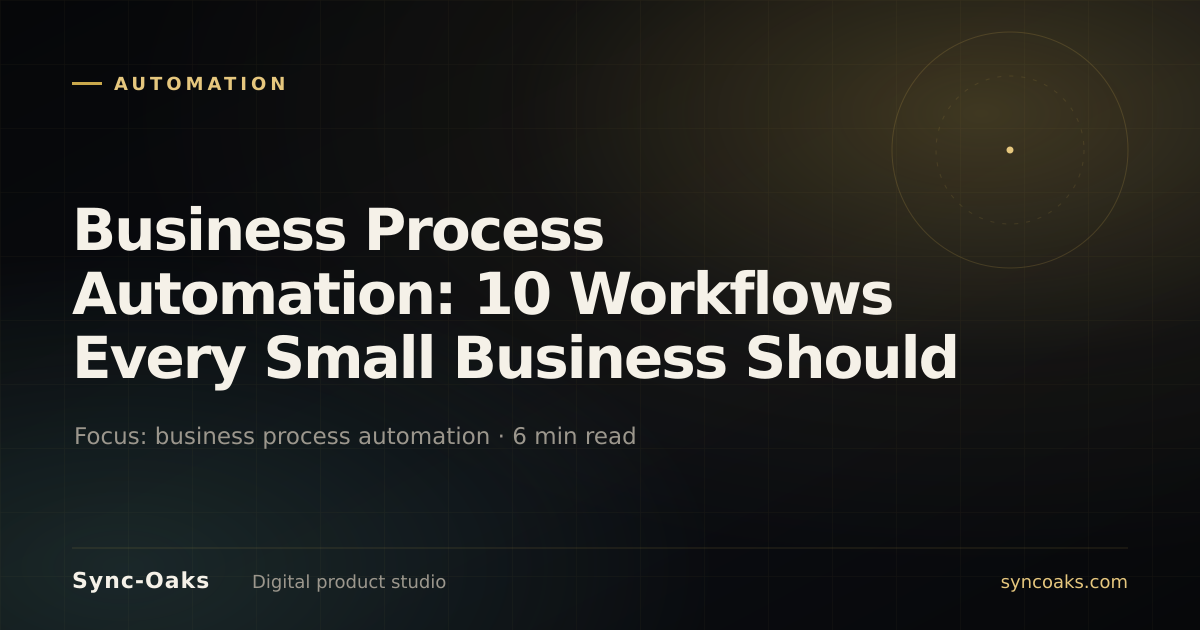 AUTOMATION
Business Process
Automation: 10 Workflows
Every Small Business Should
Focus: business process automation · 6 min read
Sync-Oaks Digital product studio syncoaks.com